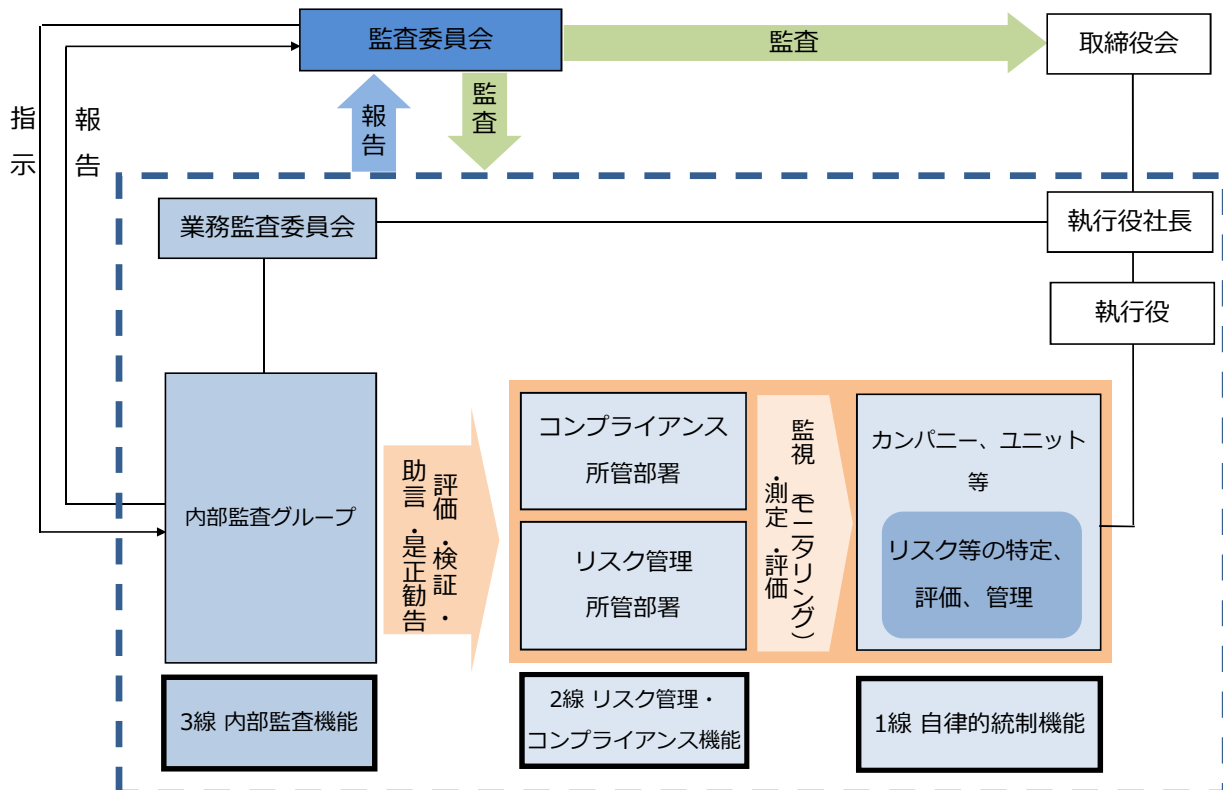 監査委員会
監査
取締役会
指示
報告
報告
監査
業務監査委員会
執行役社長
執行役
内部監査グループ
評価・検証・
助言・是正勧告
コンプライアンス
所管部署
リスク管理
所管部署
監視（モニタリング）
・測定・評価
カンパニー、ユニット
等
リスク等の特定、
評価、管理
3線 内部監査機能
2線 リスク管理・
コンプライアンス機能
1線 自律的統制機能